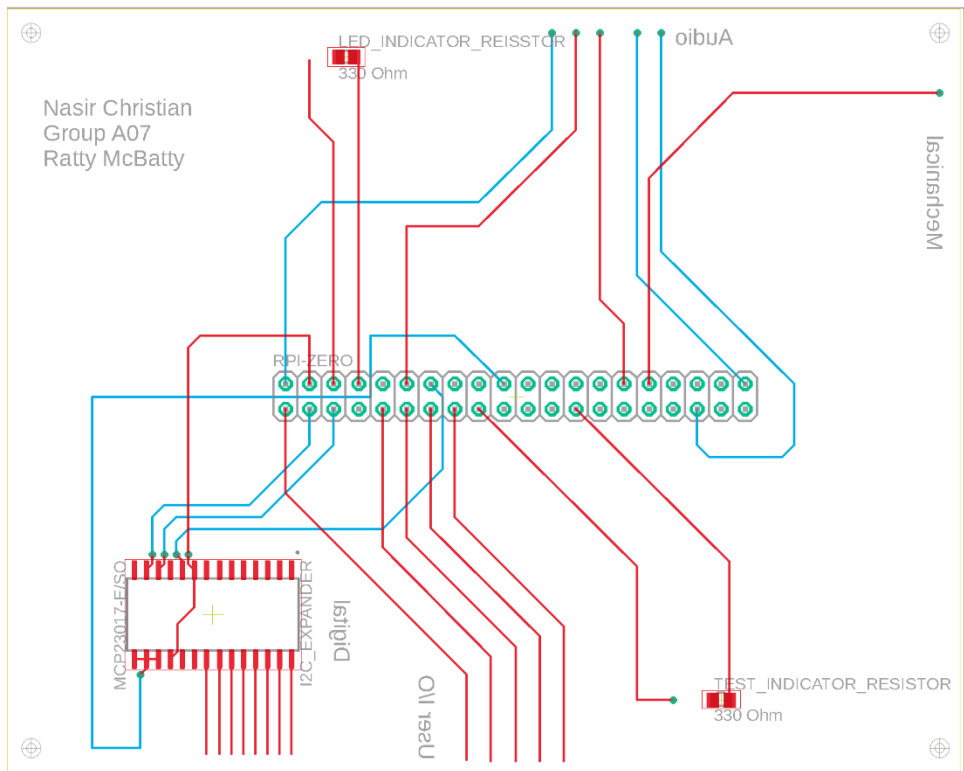 LED_INDICATOR_REISSTOR
330 Ohm
Audio
Nasir Christian
Group A07
Ratty McBatty
Mechanical
RPI-ZERO
MCP23017-E/SO
I2C_EXPANDER
Digital
User I/O
TEST_INDICATOR_RESISTOR
330 Ohm